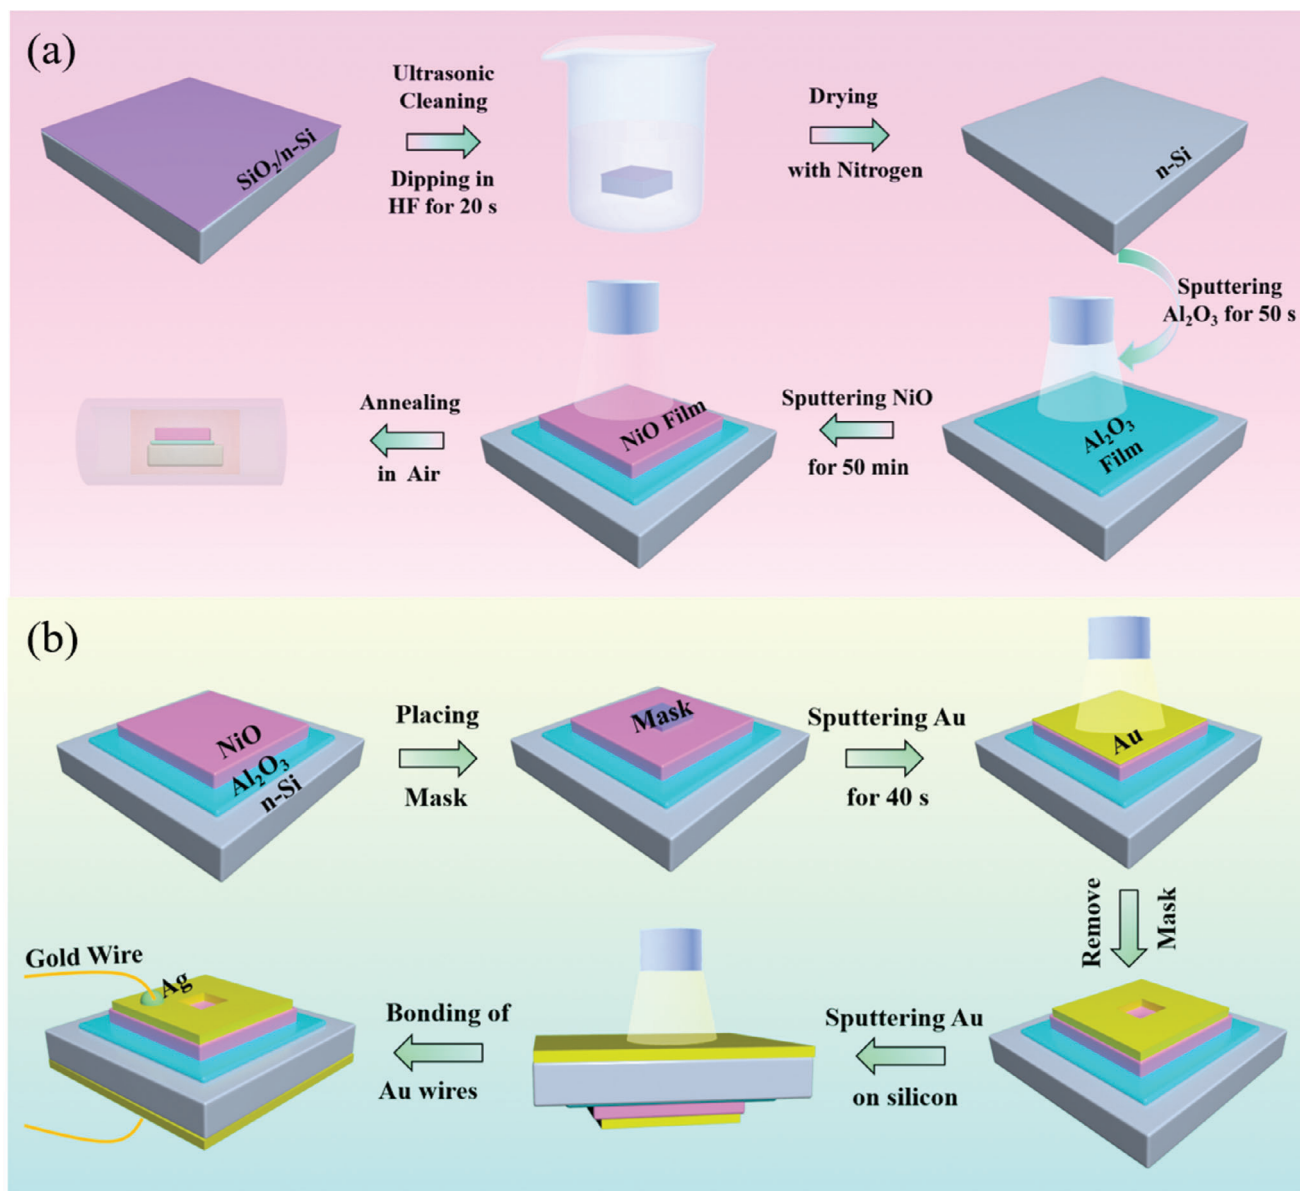 (a)
SiO₂/n-Si
Ultrasonic
Cleaning
Dipping in
HF for 20 s
Drying
with Nitrogen
n-Si
Sputtering
Al₂O₃ for 50 s
Al₂O₃
Film
Sputtering NiO
for 50 min
NiO Film
Annealing
in Air
(b)
NiO
Al₂O₃
n-Si
Placing
Mask
Mask
Sputtering Au
for 40 s
Au
Remove
Mask
Sputtering Au
on silicon
Bonding of
Au wires
Gold Wire
Ag